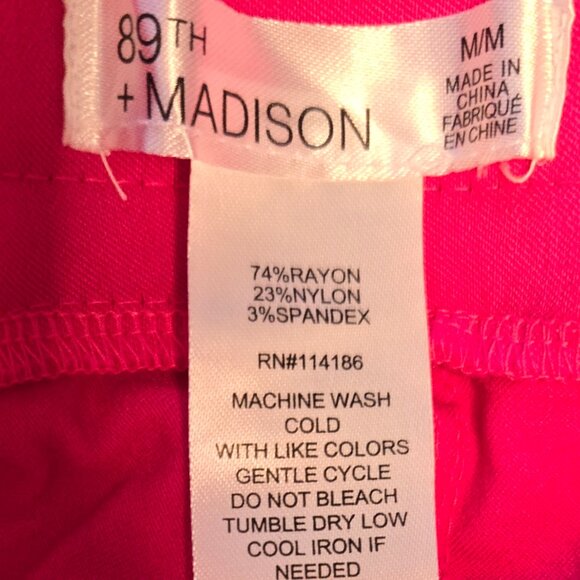 89TH
+ MADISON
M/M
MADE IN
CHINA
FABRIQUÉ
EN CHINE
74%RAYON
23%NYLON
3%SPANDEX
RN#114186
MACHINE WASH
COLD
WITH LIKE COLORS
GENTLE CYCLE
DO NOT BLEACH
TUMBLE DRY LOW
COOL IRON IF
NEEDED